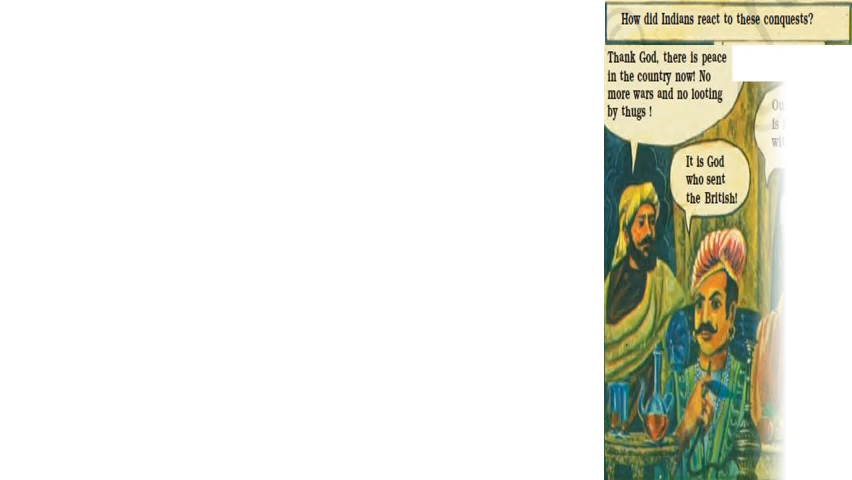 How did Indians react to these conquests?
Thank God, there is peace
in the country now! No
more wars and no looting
by thugs !
It is God
who sent
the British!
is